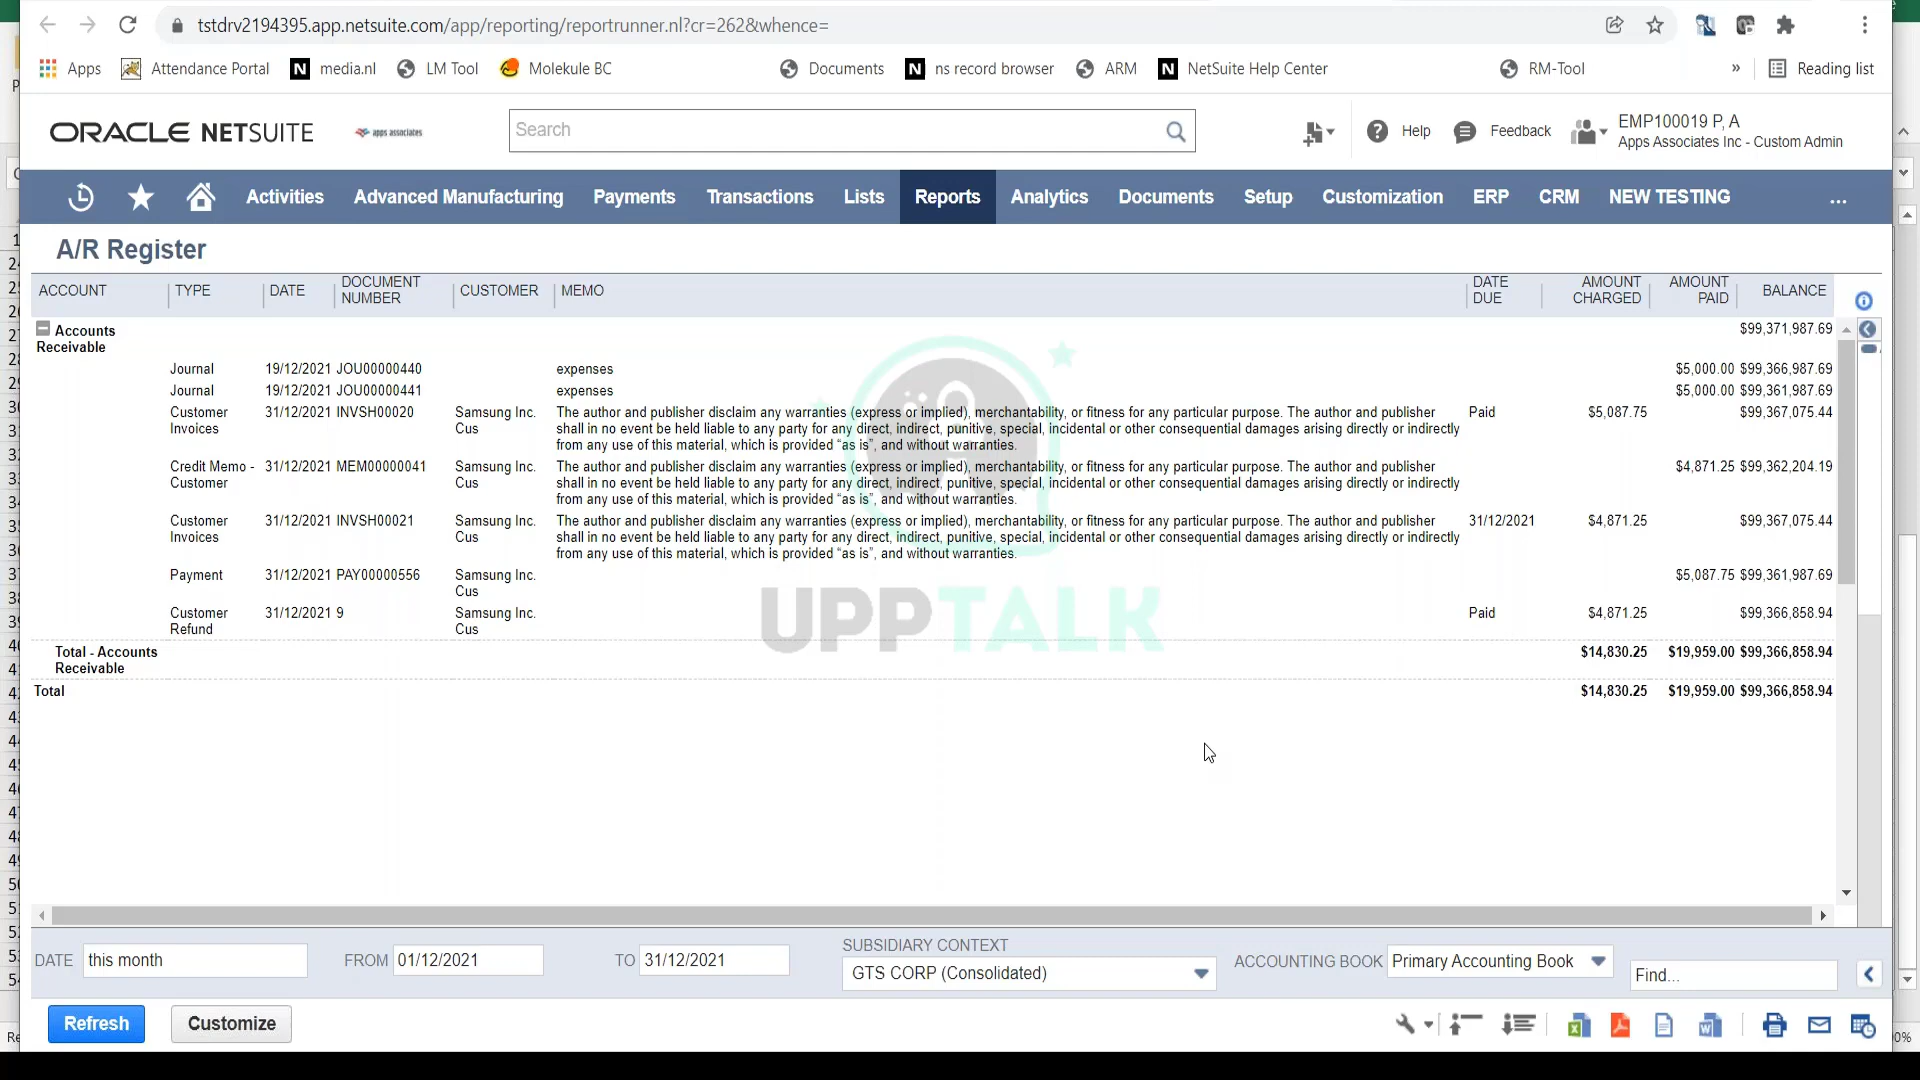 tstdrv2194395.app.netsuite.com/app/reporting/reportrunner.nl?cr=262&whence=
Apps Attendance Portal N media.nl LM Tool Molekule BC Documents N ns record browser ARM N NetSuite Help Center RM-Tool » Reading list
ORACLE NETSUITE apps associates Search Help Feedback EMP100019 P, A
Apps Associates Inc - Custom Admin
Activities Advanced Manufacturing Payments Transactions Lists Reports Analytics Documents Setup Customization ERP CRM NEW TESTING ...
A/R Register
ACCOUNT TYPE DATE DOCUMENT NUMBER CUSTOMER MEMO DATE DUE AMOUNT CHARGED AMOUNT PAID BALANCE
Accounts Receivable $99,371,987.69
Journal 19/12/2021 JOU00000440 expenses $5,000.00 $99,366,987.69
Journal 19/12/2021 JOU00000441 expenses $5,000.00 $99,361,987.69
Customer 31/12/2021 INVSH00020 Samsung Inc. The author and publisher disclaim any warranties (express or implied), merchantability, or fitness for any particular purpose. The author and publisher Paid $5,087.75 $99,367,075.44
Invoices Cus shall in no event be held liable to any party for any direct, indirect, punitive, special, incidental or other consequential damages arising directly or indirectly
from any use of this material, which is provided “as is”, and without warranties.
Credit Memo - 31/12/2021 MEM00000041 Samsung Inc. The author and publisher disclaim any warranties (express or implied), merchantability, or fitness for any particular purpose. The author and publisher $4,871.25 $99,362,204.19
Customer Cus shall in no event be held liable to any party for any direct, indirect, punitive, special, incidental or other consequential damages arising directly or indirectly
from any use of this material, which is provided “as is”, and without warranties.
Customer 31/12/2021 INVSH00021 Samsung Inc. The author and publisher disclaim any warranties (express or implied), merchantability, or fitness for any particular purpose. The author and publisher 31/12/2021 $4,871.25 $99,367,075.44
Invoices Cus shall in no event be held liable to any party for any direct, indirect, punitive, special, incidental or other consequential damages arising directly or indirectly
from any use of this material, which is provided “as is”, and without warranties.
Payment 31/12/2021 PAY00000556 Samsung Inc. $5,087.75 $99,361,987.69
Cus
Customer 31/12/2021 9 Samsung Inc. Paid $4,871.25 $99,366,858.94
Refund Cus
UPPTALK
Total - Accounts $14,830.25 $19,959.00 $99,366,858.94
Receivable
Total $14,830.25 $19,959.00 $99,366,858.94
DATE this month FROM 01/12/2021 TO 31/12/2021 SUBSIDIARY CONTEXT
GTS CORP (Consolidated) ACCOUNTING BOOK Primary Accounting Book Find...
Refresh Customize